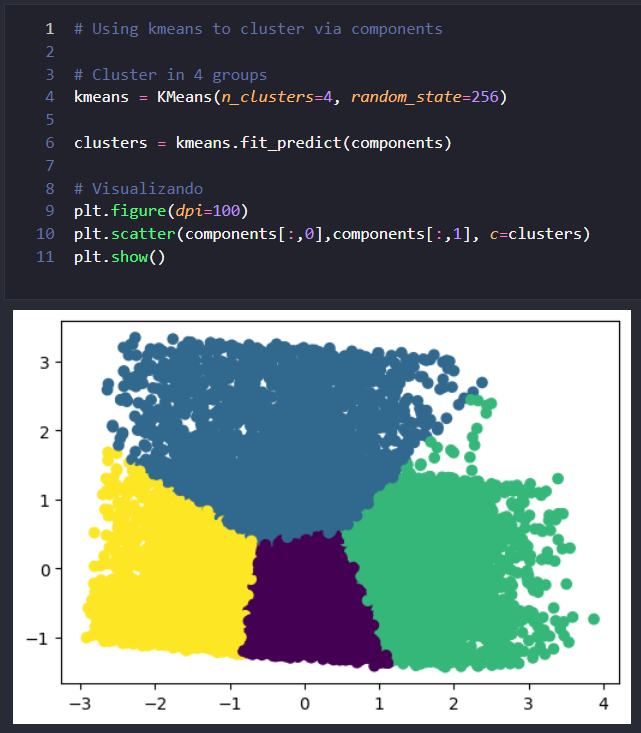 1 # Using kmeans to cluster via components
2
3 # Cluster in 4 groups
4 kmeans = KMeans(n_clusters=4, random_state=256)
5
6 clusters = kmeans.fit_predict(components)
7
8 # Visualizando
9 plt.figure(dpi=100)
10 plt.scatter(components[:,0],components[:,1], c=clusters)
11 plt.show()
3
2
1
0
−1
−3 −2 −1 0 1 2 3 4